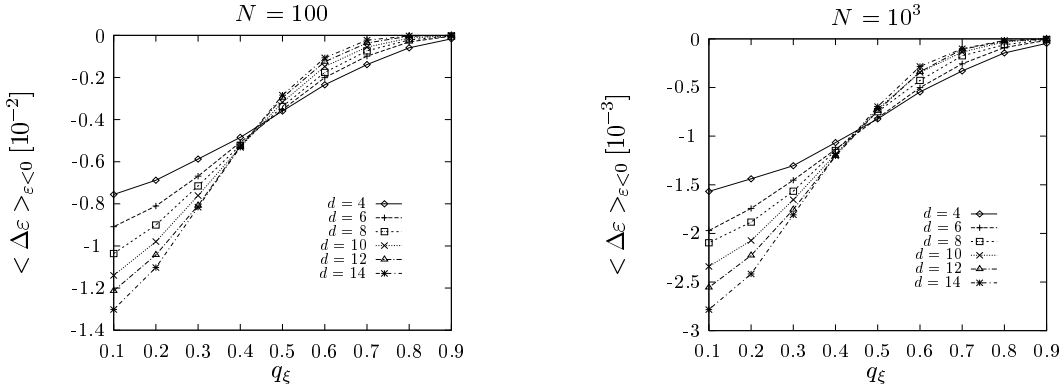 N = 100
< Δε >ε<0 [10⁻²]
0
-0.2
-0.4
-0.6
-0.8
-1
-1.2
-1.4
d = 4
d = 6
d = 8
d = 10
d = 12
d = 14
0.1 0.2 0.3 0.4 0.5 0.6 0.7 0.8 0.9
qξ
N = 10³
< Δε >ε<0 [10⁻³]
0
-0.5
-1
-1.5
-2
-2.5
-3
d = 4
d = 6
d = 8
d = 10
d = 12
d = 14
0.1 0.2 0.3 0.4 0.5 0.6 0.7 0.8 0.9
qξ